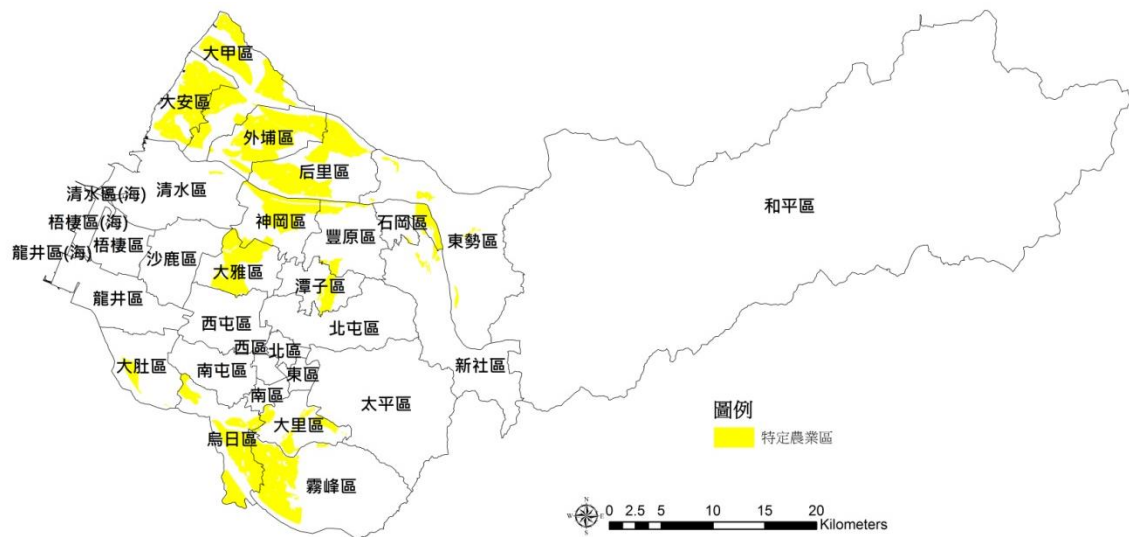 大甲區
大安區
外埔區
后里區
清水區(海)
清水區
梧棲區(海)
神岡區
豐原區
石岡區
東勢區
和平區
龍井區(海)
梧棲區
沙鹿區
大雅區
潭子區
龍井區
西屯區
北屯區
西區
北區
大肚區
南屯區
東區
新社區
南區
太平區
大里區
烏日區
霧峰區
圖例
特定農業區
N
W
E
S
0 2.5 5 10 15 20
Kilometers